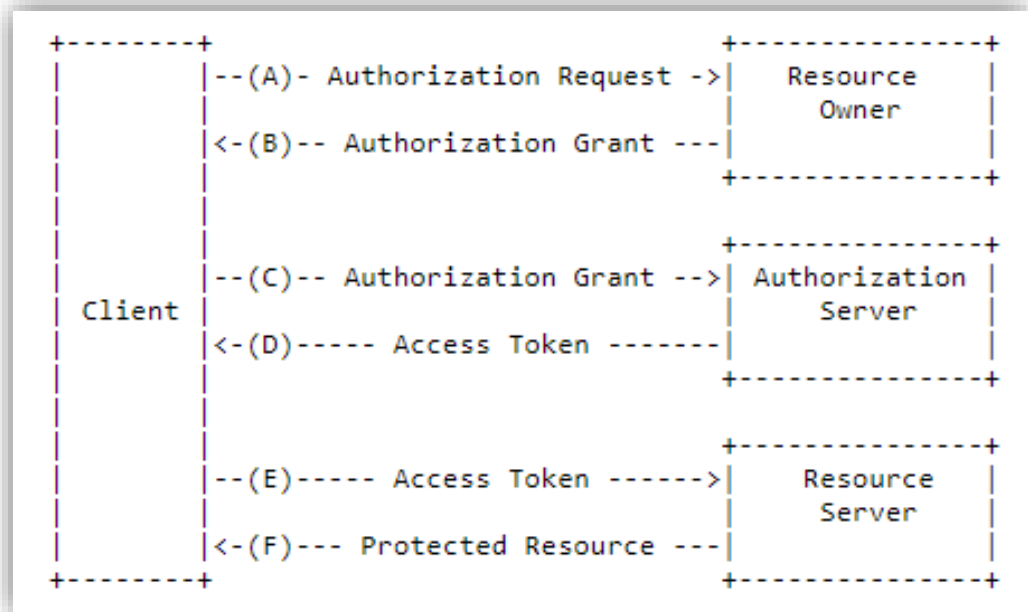 +--------+                               +---------------+
|        |--(A)- Authorization Request ->|   Resource    |
|        |                               |     Owner     |
|        |<-(B)-- Authorization Grant ---|               |
|        |                               +---------------+
|        |
|        |                               +---------------+
|        |--(C)-- Authorization Grant -->| Authorization |
| Client |                               |     Server    |
|        |<-(D)----- Access Token -------|               |
|        |                               +---------------+
|        |
|        |                               +---------------+
|        |--(E)----- Access Token ------>|    Resource   |
|        |                               |     Server    |
|        |<-(F)--- Protected Resource ---|               |
+--------+                               +---------------+